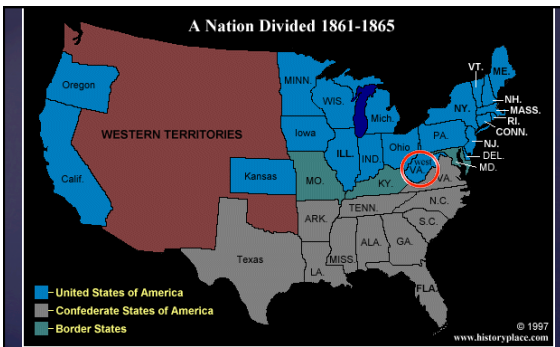 A Nation Divided 1861-1865
VT.
ME.
Oregon
MINN.
NH.
WIS.
NY.
MASS.
Mich.
RI.
WESTERN TERRITORIES
CONN.
Iowa
PA.
NJ.
Ohio
ILL.
IND.
DEL.
Calif.
Kansas
West
VA.
MD.
MO.
KY.
VA.
N.C.
TENN.
ARK.
S.C.
MISS.
ALA.
GA.
Texas
LA.
FLA.
United States of America
Confederate States of America
Border States
© 1997
www.historyplace.com